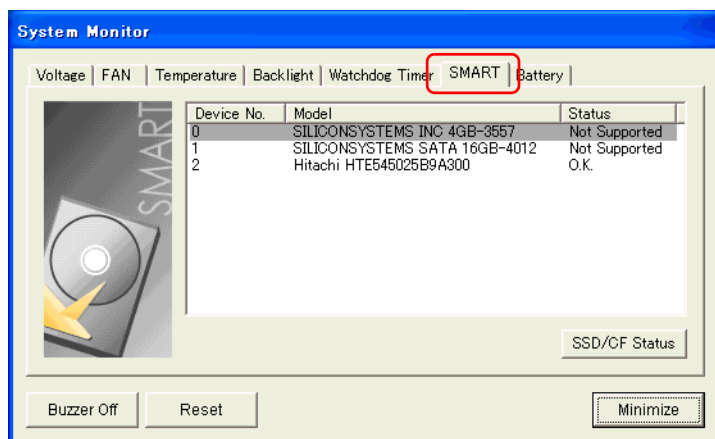 System Monitor
Voltage FAN Temperature Backlight Watchdog Timer SMART Battery
SMART
Device No. Model Status
0 SILICONSYSTEMS INC 4GB-3557 Not Supported
1 SILICONSYSTEMS SATA 16GB-4012 Not Supported
2 Hitachi HTE545025B9A300 O.K.
SSD/CF Status
Buzzer Off Reset Minimize